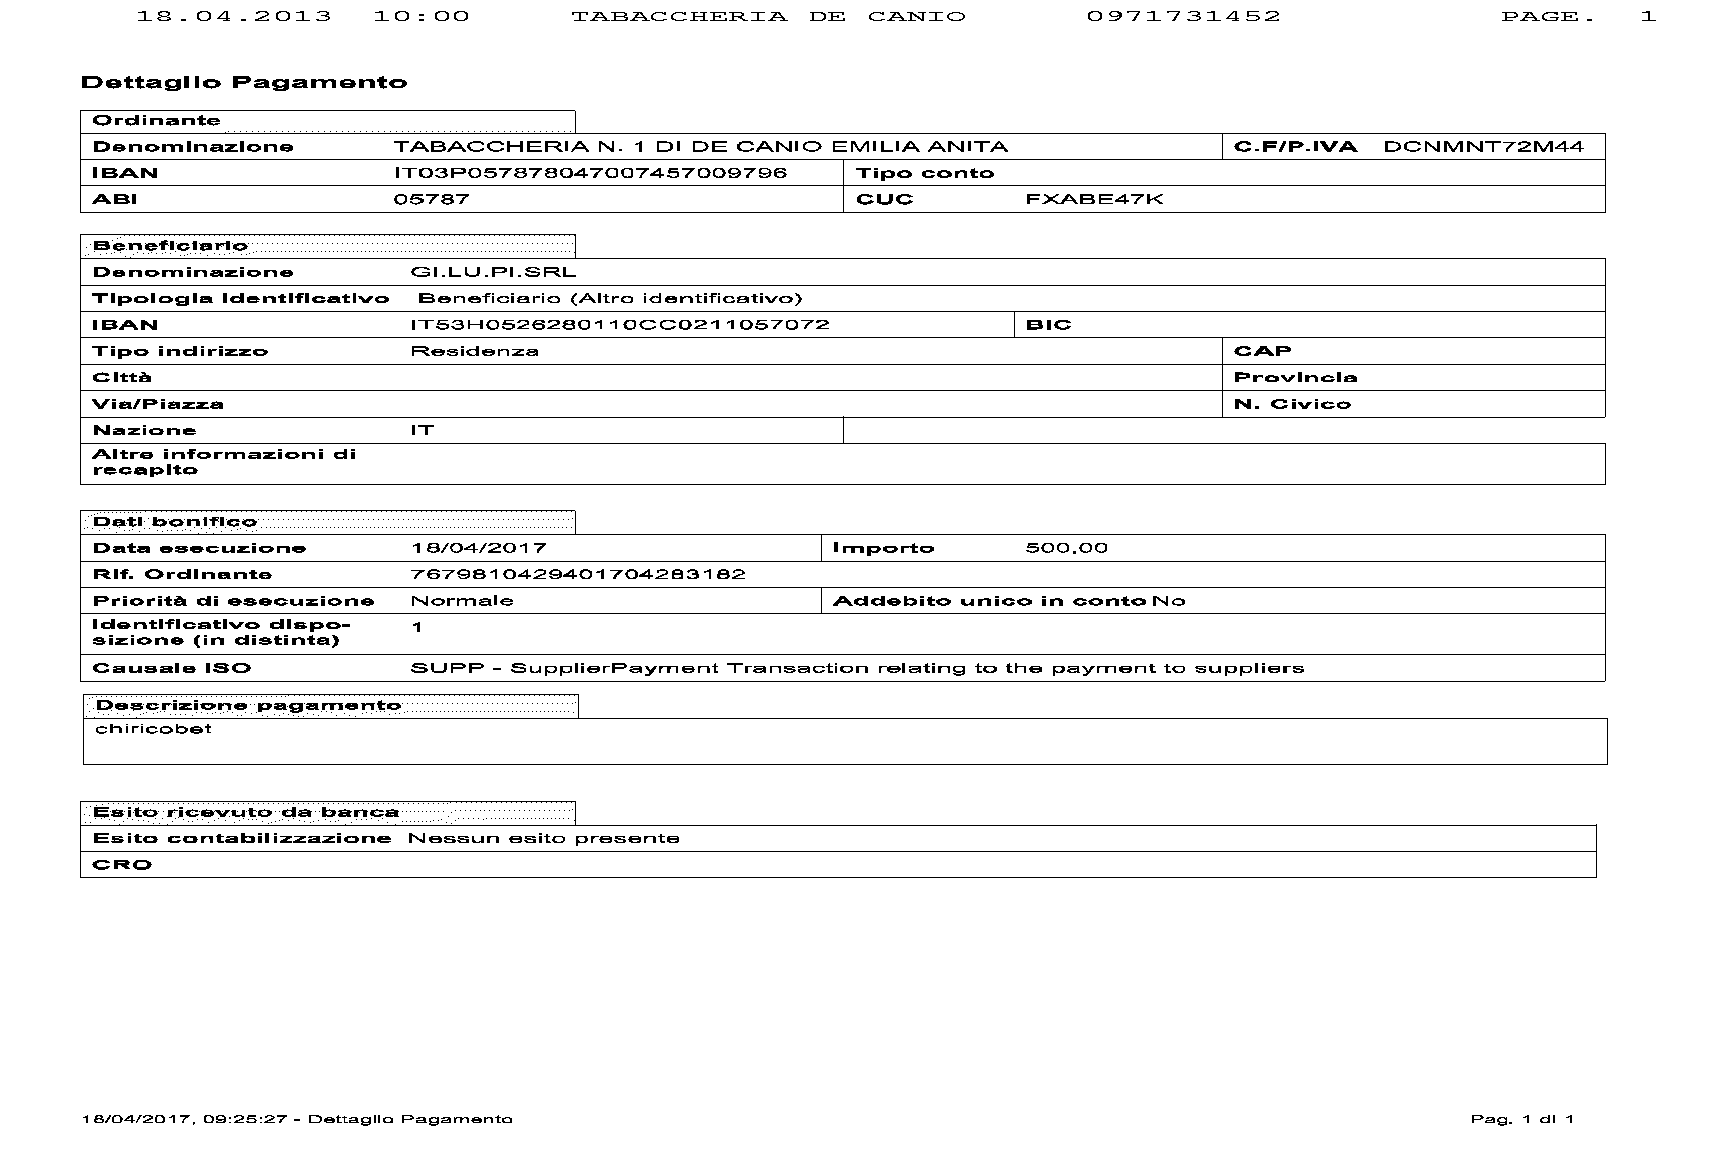 18.04.2013 10:00 TABACCHERIA DE CANIO 0971731452 PAGE. 1
Dettaglio Pagamento
Ordinante
Denominazione TABACCHERIA N. 1 DI DE CANIO EMILIA ANITA C.F/P.IVA DCNMNT72M44
IBAN IT03P057878047007457009796 Tipo conto
ABI 05787 CUC FXABE47K
Beneficiario
Denominazione GI.LU.PI.SRL
Tipologia identificativo Beneficiario (Altro identificativo)
IBAN IT53H0526280110CC0211057072 BIC
Tipo indirizzo Residenza CAP
Città Provincia
Via/Piazza N. Civico
Nazione IT
Altre informazioni di
recapito
Dati bonifico
Data esecuzione 18/04/2017 Importo 500,00
Rif. Ordinante 7679810429401704283182
Priorità di esecuzione Normale Addebito unico in conto No
Identificativo dispo-
sizione (in distinta) 1
Causale ISO SUPP - SupplierPayment Transaction relating to the payment to suppliers
Descrizione pagamento
chiricobet
Esito ricevuto da banca
Esito contabilizzazione Nessun esito presente
CRO
18/04/2017, 09:25:27 - Dettaglio Pagamento Pag. 1 di 1